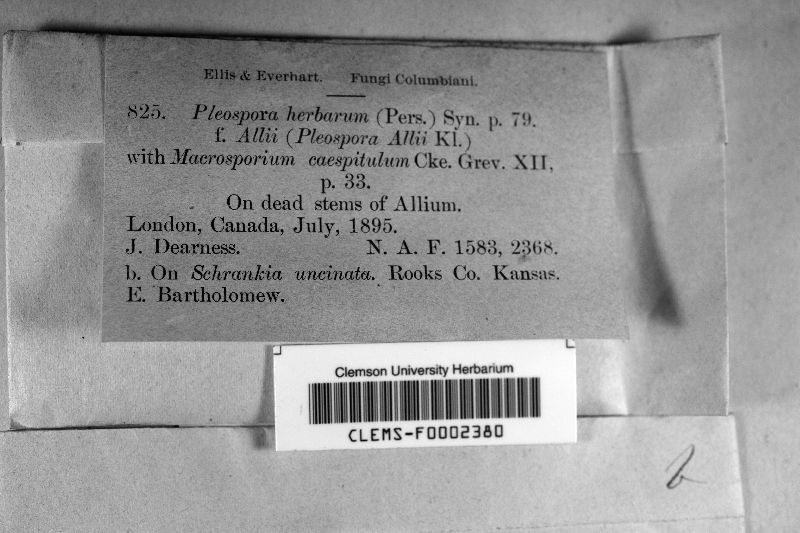 Ellis & Everhart. Fungi Columbiani.
825. Pleospora herbarum (Pers.) Syn. p. 79.
f. Allii (Pleospora Allii Kl.)
with Macrosporium caespitulum Cke. Grev. XII,
p. 33.
On dead stems of Allium.
London, Canada, July, 1895.
J. Dearness. N. A. F. 1583, 2368.
b. On Schrankia uncinata. Rooks Co. Kansas.
E. Bartholomew.
Clemson University Herbarium
CLEMS-F0002380
b